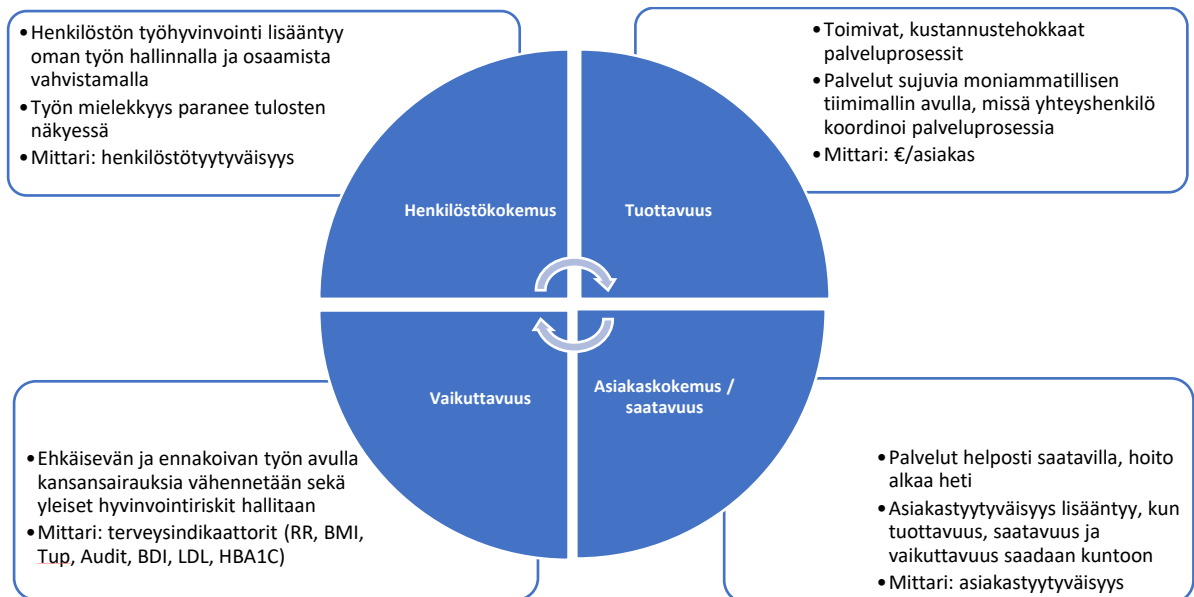 •Henkilöstön työhyvinvointi lisääntyy
oman työn hallinnalla ja osaamista
vahvistamalla
•Työn mielekkyys paranee tulosten
näkyessä
•Mittari: henkilöstötyytyväisyys
•Toimivat, kustannustehokkaat
palveluprosessit
•Palvelut sujuvia moniammatillisen
tiimimallin avulla, missä yhteyshenkilö
koordinoi palveluprosessia
•Mittari: €/asiakas
Henkilöstökokemus
Tuottavuus
Vaikuttavuus
Asiakaskokemus /
saatavuus
•Ehkäisevän ja ennakoivan työn avulla
kansansairauksia vähennetään sekä
yleiset hyvinvointiriskit hallitaan
•Mittari: terveysindikaattorit (RR, BMI,
Tup, Audit, BDI, LDL, HBA1C)
•Palvelut helposti saatavilla, hoito
alkaa heti
•Asiakastyytyväisyys lisääntyy, kun
tuottavuus, saatavuus ja
vaikuttavuus saadaan kuntoon
•Mittari: asiakastyytyväisyys